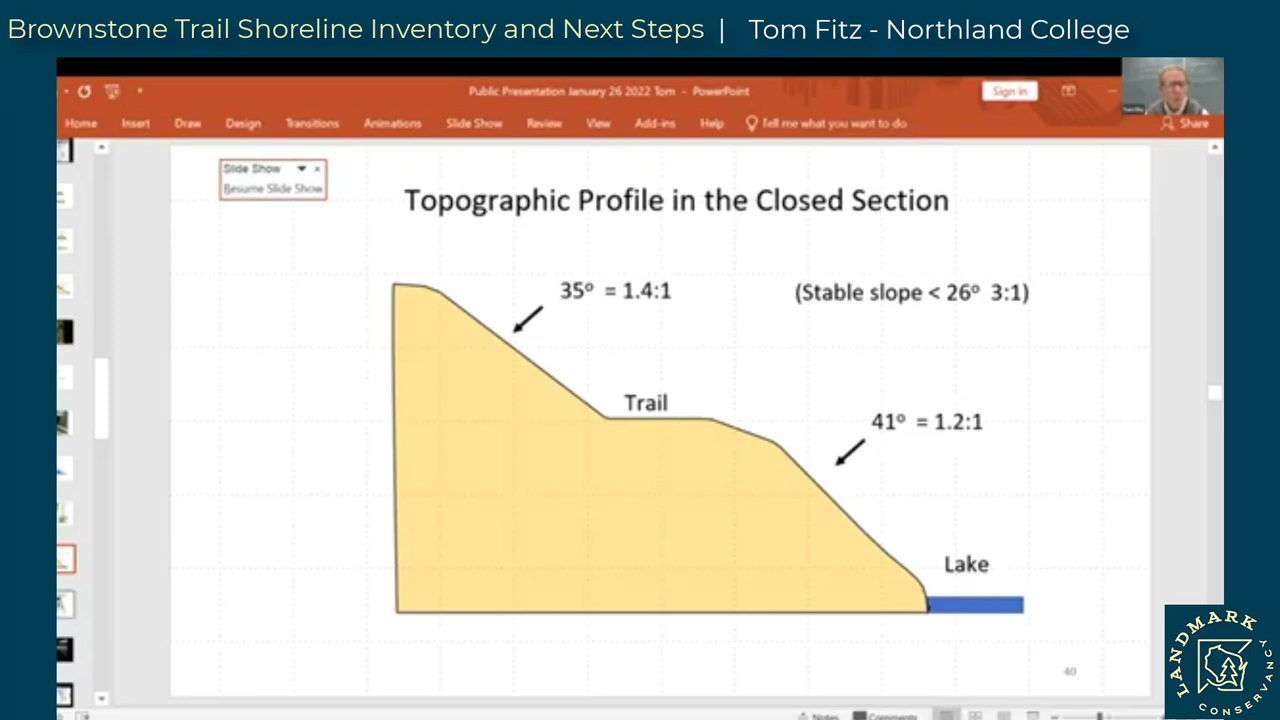 Brownstone Trail Shoreline Inventory and Next Steps | Tom Fitz - Northland College
Public Presentation January 26 2022 Tom - PowerPoint
Sign in
Home Insert Draw Design Transitions Animations Slide Show Review View Add-ins Help Tell me what you want to do
Share
Slide Show
Resume Slide Show
Topographic Profile in the Closed Section
35° = 1.4:1
(Stable slope < 26° 3:1)
Trail
41° = 1.2:1
Lake
40
LANDMARK
CONSERVANCY
Notes Comments